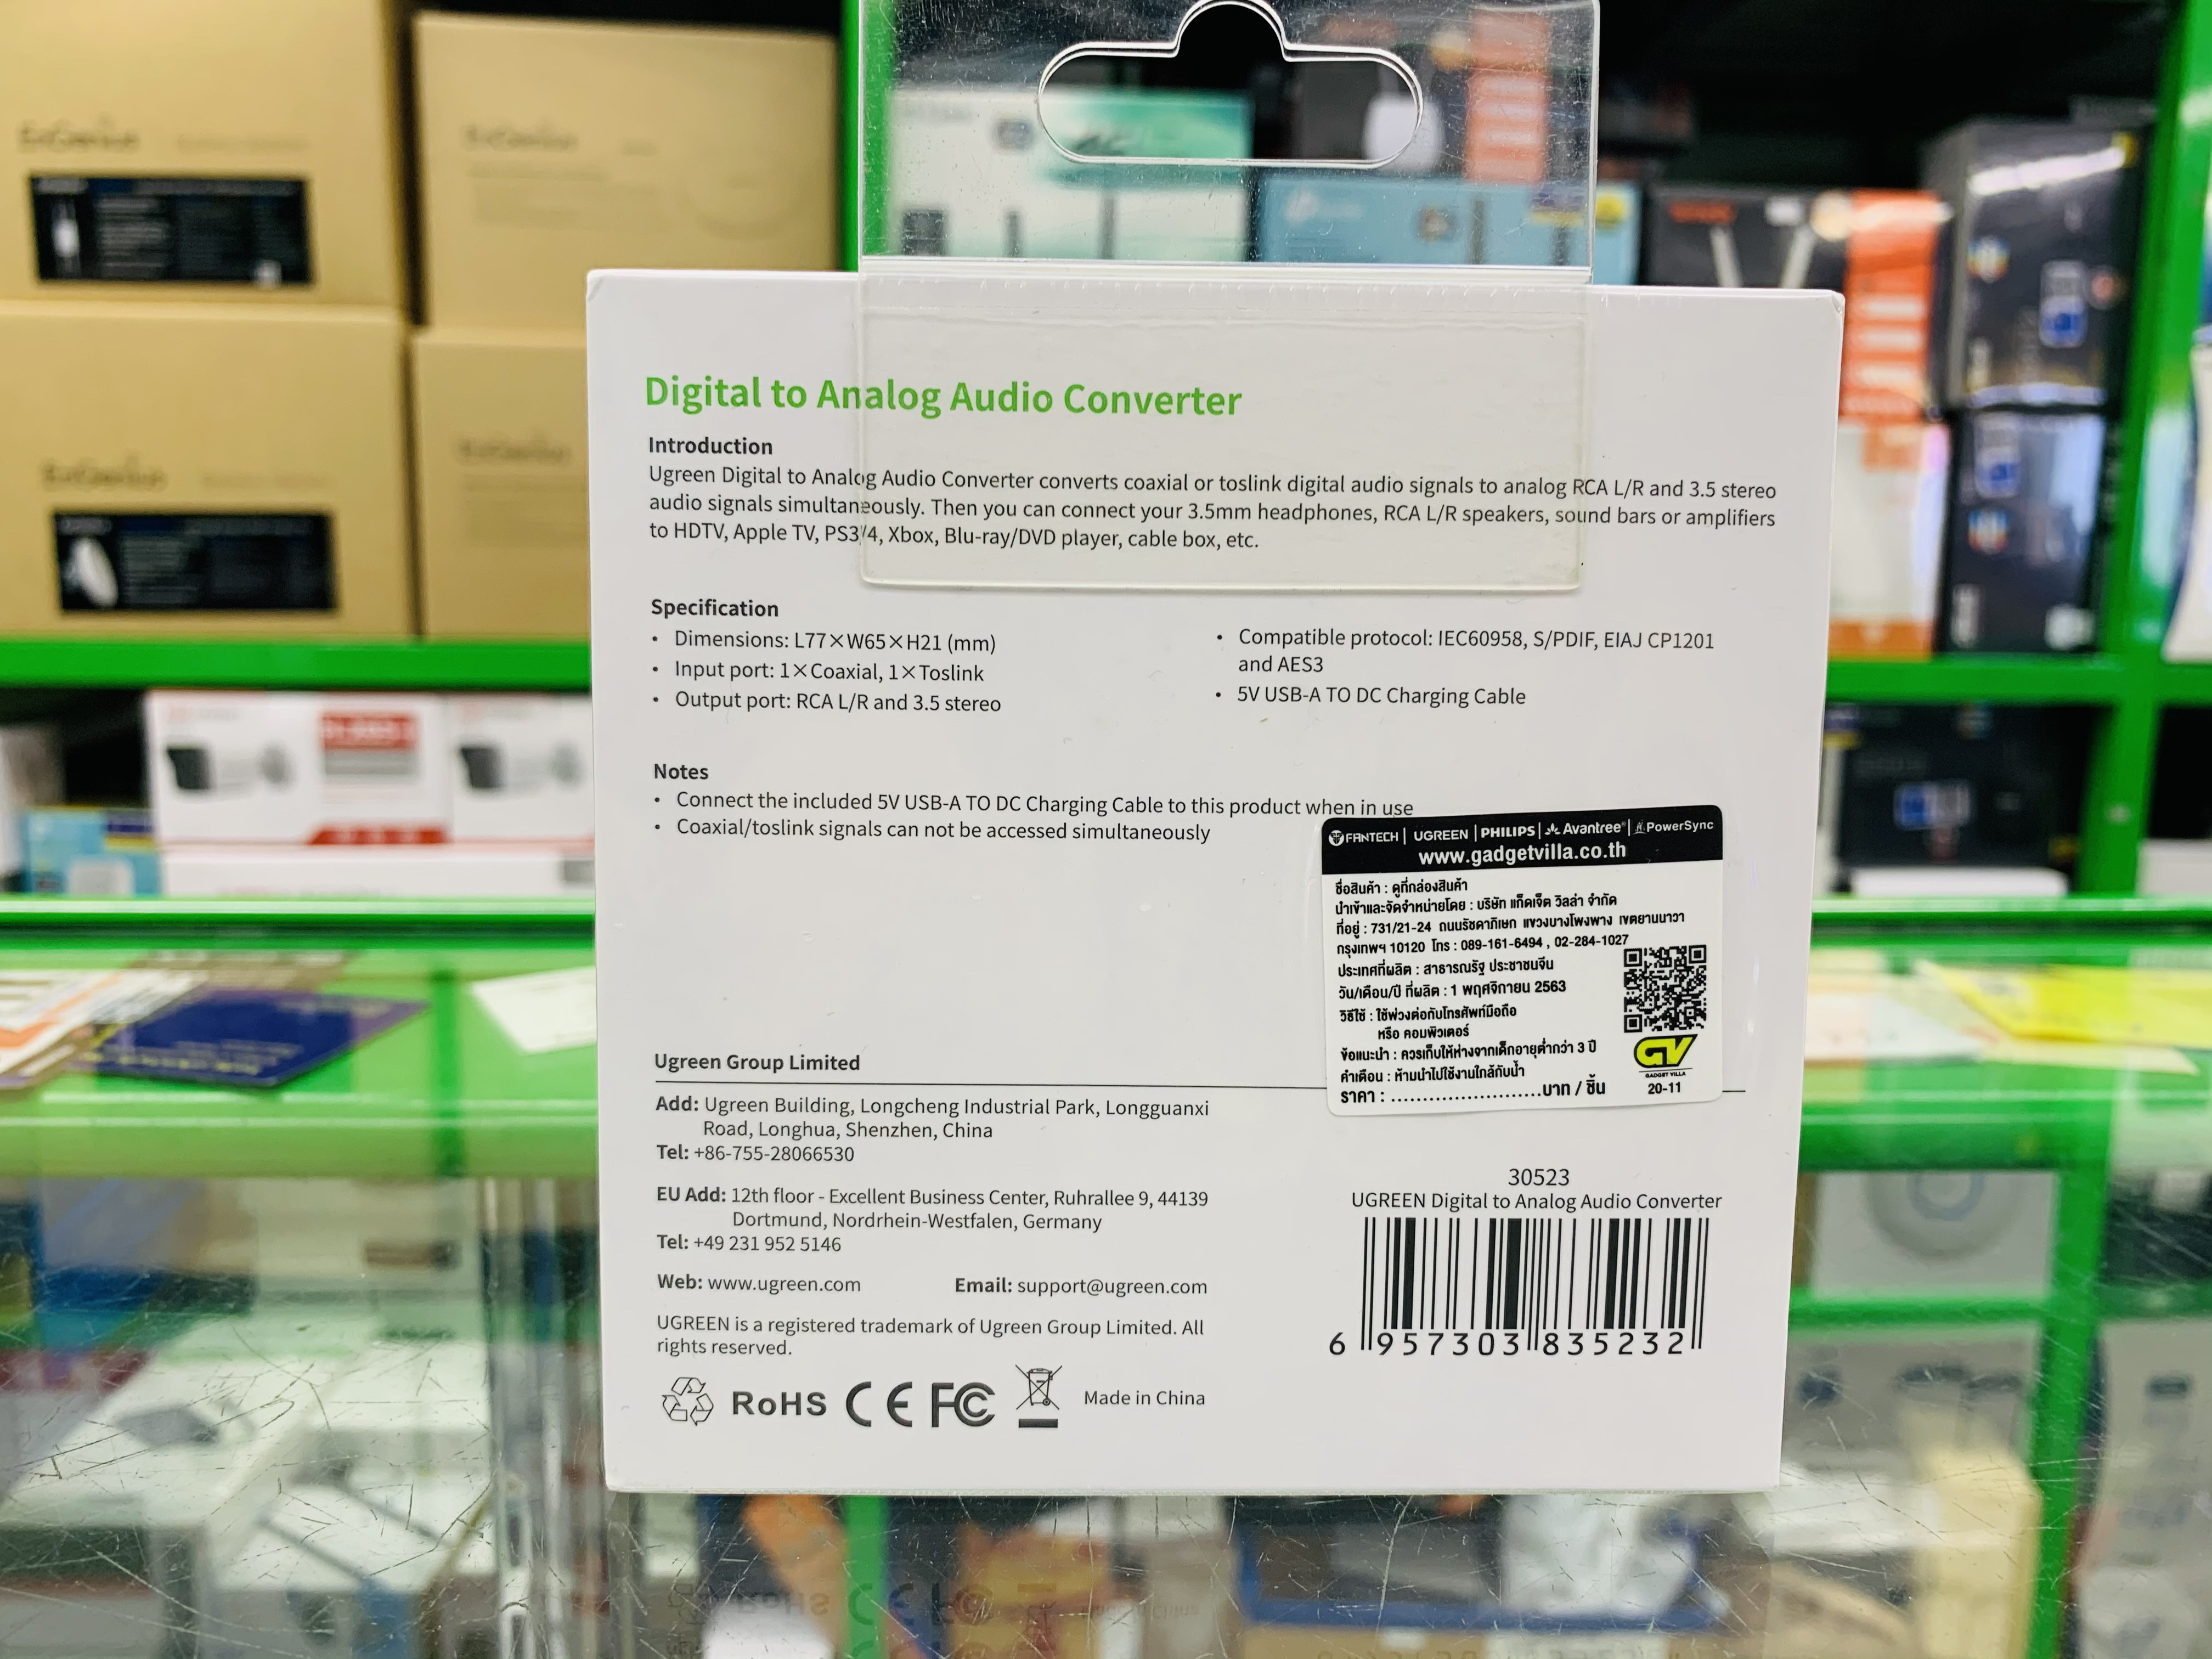 Digital to Analog Audio Converter
Introduction
Ugreen Digital to Analog Audio Converter converts coaxial or toslink digital audio signals to analog RCA L/R and 3.5 stereo
audio signals simultaneously. Then you can connect your 3.5mm headphones, RCA L/R speakers, sound bars or amplifiers
to HDTV, Apple TV, PS3/4, Xbox, Blu-ray/DVD player, cable box, etc.
Specification
• Dimensions: L77×W65×H21 (mm)
• Input port: 1×Coaxial, 1×Toslink
• Output port: RCA L/R and 3.5 stereo
• Compatible protocol: IEC60958, S/PDIF, EIAJ CP1201
and AES3
• 5V USB-A TO DC Charging Cable
Notes
• Connect the included 5V USB-A TO DC Charging Cable to this product when in use
• Coaxial/toslink signals can not be accessed simultaneously
FANTECH | UGREEN | PHILIPS | Avantree® | PowerSync
www.gadgetvilla.co.th
ชื่อสินค้า : ดูที่กล่องสินค้า
นำเข้าและจัดจำหน่ายโดย : บริษัท แก็ดเจ็ต วิลล่า จำกัด
ที่อยู่ : 731/21-24 ถนนรัชดาภิเษก แขวงบางโพงพาง เขตยานนาวา
กรุงเทพฯ 10120 โทร : 089-161-6494 , 02-284-1027
ประเทศที่ผลิต : สาธารณรัฐ ประชาชนจีน
วัน/เดือน/ปี ที่ผลิต : 1 พฤศจิกายน 2563
วิธีใช้ : ใช้พ่วงต่อกับโทรศัพท์มือถือ
หรือ คอมพิวเตอร์
ข้อแนะนำ : ควรเก็บให้ห่างจากเด็กอายุต่ำกว่า 3 ปี
คำเตือน : ห้ามนำไปใช้งานใกล้กับน้ำ
ราคา : ........................บาท / ชิ้น
GV
GADGET VILLA
20-11
Ugreen Group Limited
Add: Ugreen Building, Longcheng Industrial Park, Longguanxi
Road, Longhua, Shenzhen, China
Tel: +86-755-28066530
EU Add: 12th floor - Excellent Business Center, Ruhrallee 9, 44139
Dortmund, Nordrhein-Westfalen, Germany
Tel: +49 231 952 5146
Web: www.ugreen.com Email: support@ugreen.com
UGREEN is a registered trademark of Ugreen Group Limited. All
rights reserved.
RoHS CE FC Made in China
30523
UGREEN Digital to Analog Audio Converter
6 957303 835232